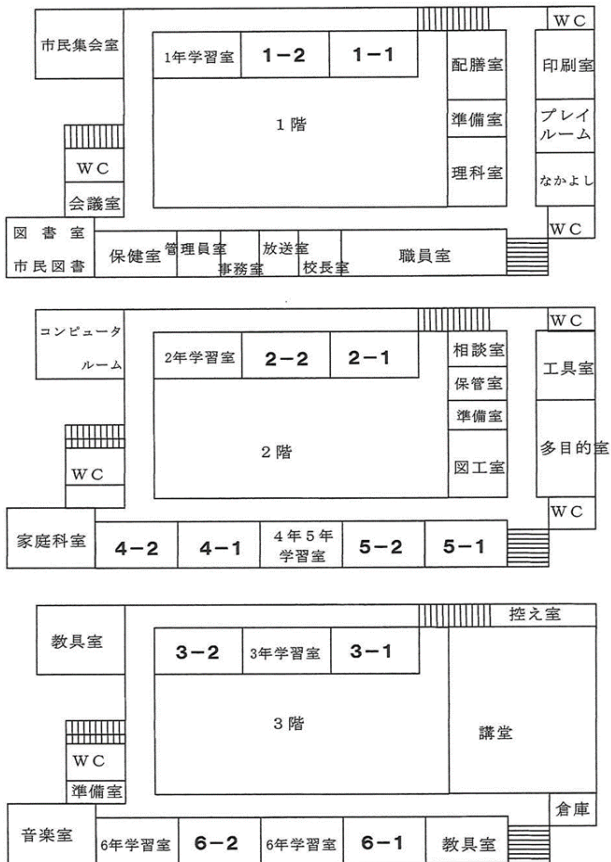 WC
市民集会室
1年学習室
1－2
1－1
配膳室
印刷室
1階
準備室
プレイ
ルーム
WC
理科室
なかよし
会議室
図書室
市民図書
保健室
管理員室
事務室
放送室
校長室
職員室
WC
コンピュータ
ルーム
WC
2年学習室
2－2
2－1
相談室
工具室
保管室
準備室
2階
図工室
多目的室
WC
WC
家庭科室
4－2
4－1
4年5年
学習室
5－2
5－1
控え室
教具室
3－2
3年学習室
3－1
3階
講堂
WC
準備室
倉庫
音楽室
6年学習室
6－2
6年学習室
6－1
教具室